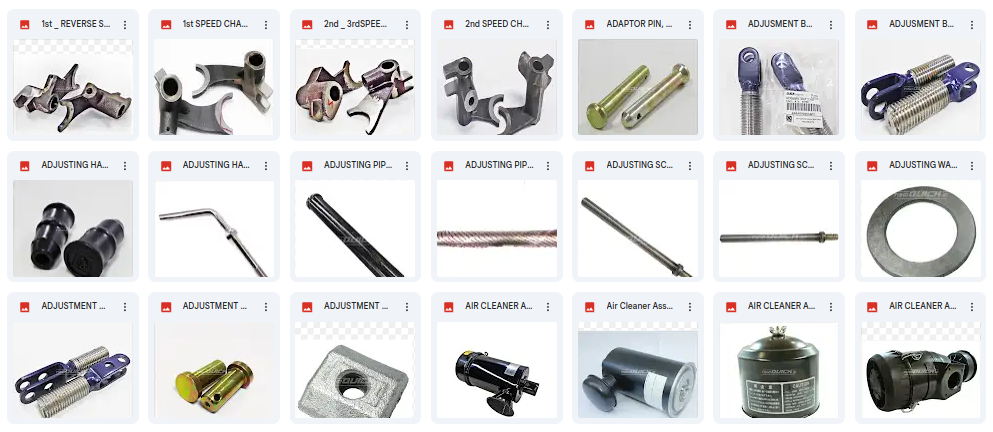 1st _ REVERSE S...
1st SPEED CHA...
2nd _ 3rdSPEE...
2nd SPEED CH...
ADAPTOR PIN, ...
ADJUSMENT B...
ADJUSMENT B...
ADJUSTING HA...
ADJUSTING HA...
ADJUSTING PIP...
ADJUSTING PIP...
ADJUSTING SC...
ADJUSTING SC...
ADJUSTING WA...
QUICK
ADJUSTMENT ...
ADJUSTMENT ...
ADJUSTMENT ...
AIR CLEANER A...
Air Cleaner Ass...
AIR CLEANER A...
AIR CLEANER A...
QUICK